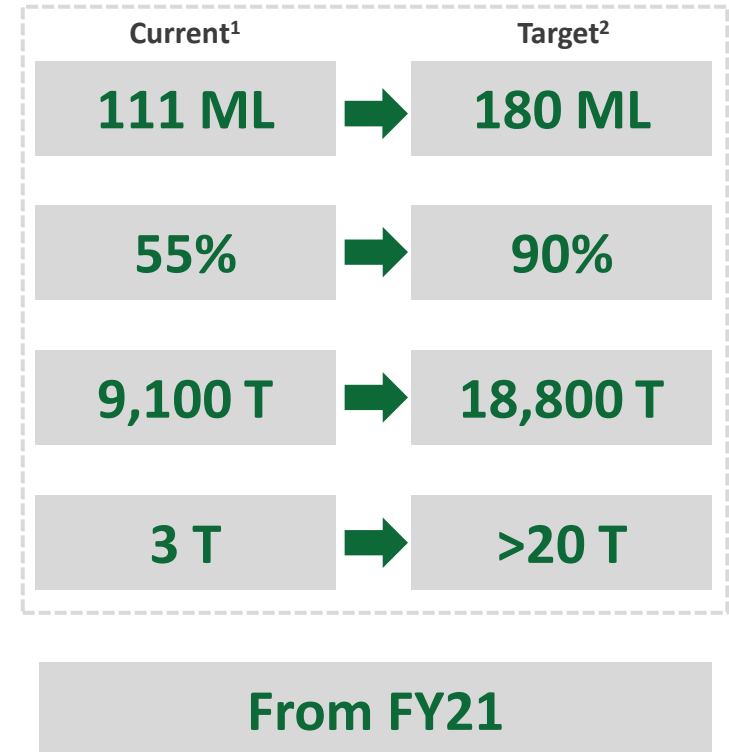 Current¹ Target²
111 ML 180 ML
55% 90%
9,100 T 18,800 T
3 T >20 T
From FY21